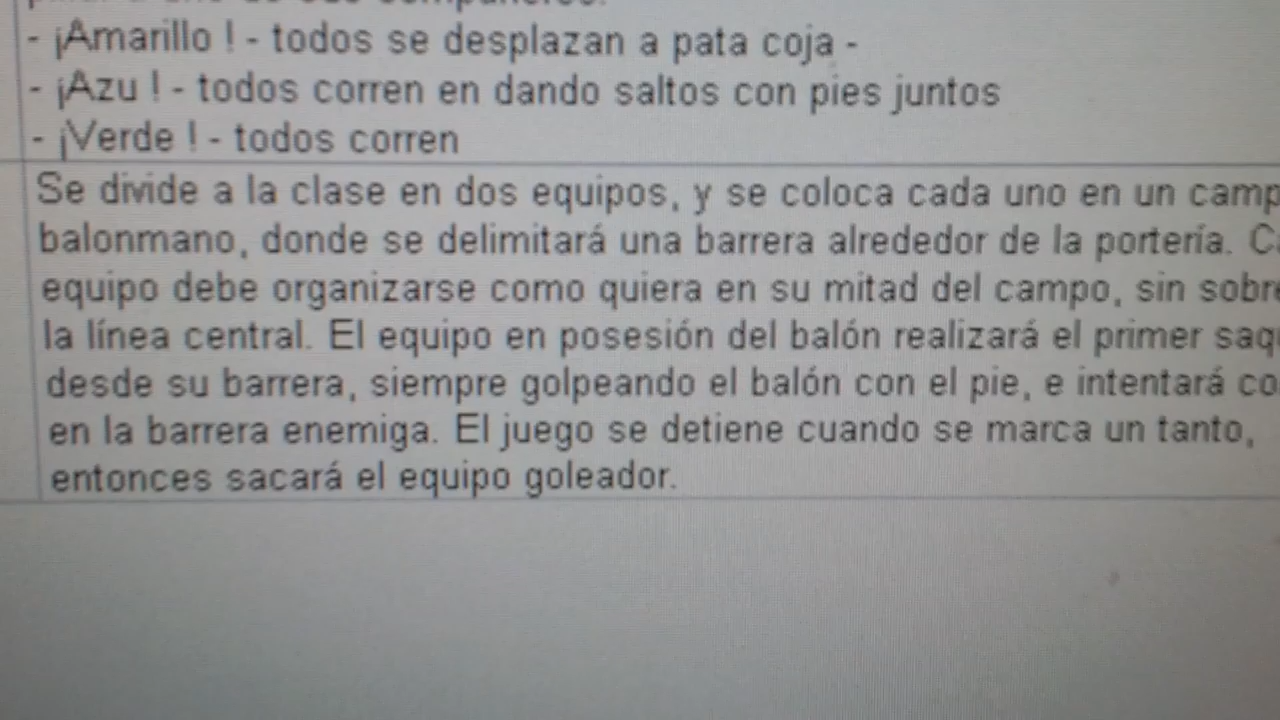 - ¡Amarillo ! - todos se desplazan a pata coja -
- ¡Azu ! - todos corren en dando saltos con pies juntos
- ¡Verde ! - todos corren
Se divide a la clase en dos equipos, y se coloca cada uno en un camp
balonmano, donde se delimitará una barrera alrededor de la portería.
equipo debe organizarse como quiera en su mitad del campo, sin sobre
la línea central. El equipo en posesión del balón realizará el primer saq
desde su barrera, siempre golpeando el balón con el pie, e intentará co
en la barrera enemiga. El juego se detiene cuando se marca un tanto,
entonces sacará el equipo goleador.